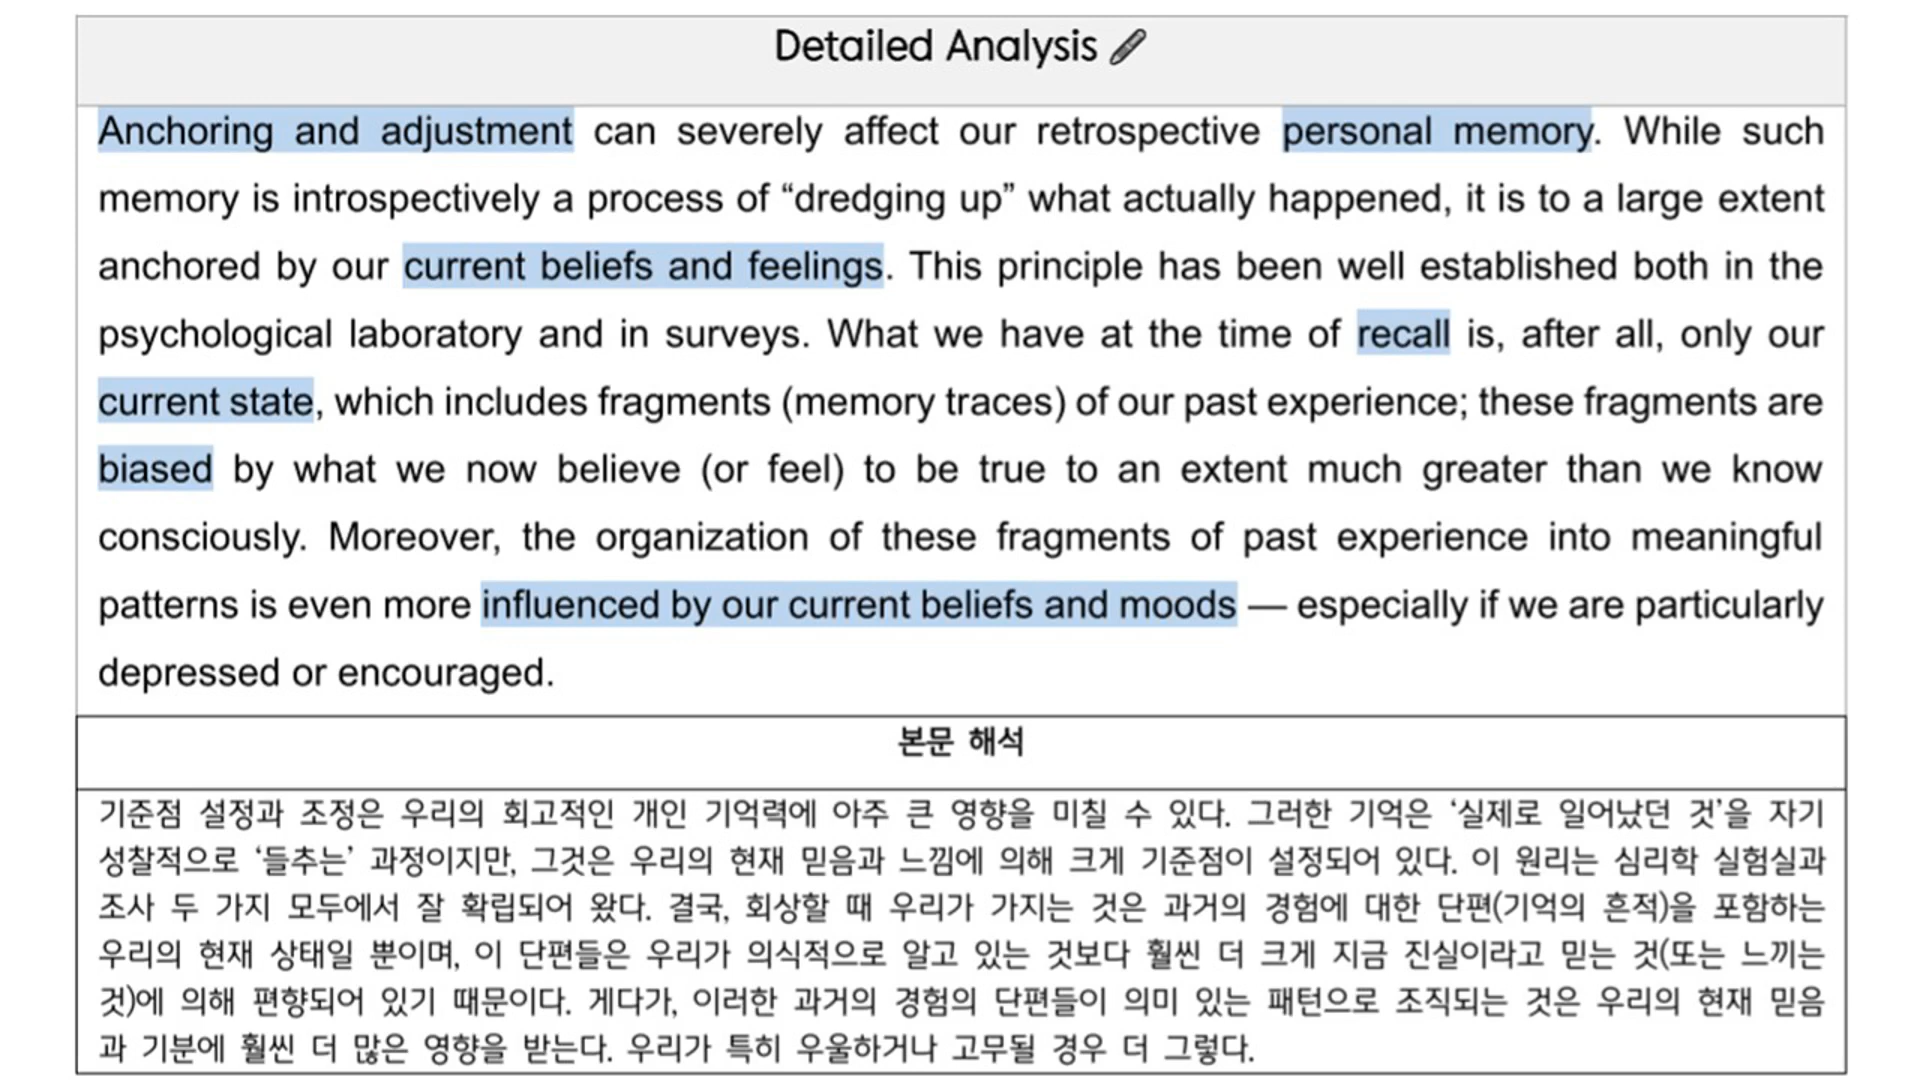 Detailed Analysis
Anchoring and adjustment can severely affect our retrospective personal memory. While such
memory is introspectively a process of “dredging up” what actually happened, it is to a large extent
anchored by our current beliefs and feelings. This principle has been well established both in the
psychological laboratory and in surveys. What we have at the time of recall is, after all, only our
current state, which includes fragments (memory traces) of our past experience; these fragments are
biased by what we now believe (or feel) to be true to an extent much greater than we know
consciously. Moreover, the organization of these fragments of past experience into meaningful
patterns is even more influenced by our current beliefs and moods — especially if we are particularly
depressed or encouraged.
본문 해석
기준점 설정과 조정은 우리의 회고적인 개인 기억력에 아주 큰 영향을 미칠 수 있다. 그러한 기억은 ‘실제로 일어났던 것’을 자기
성찰적으로 ‘들추는’ 과정이지만, 그것은 우리의 현재 믿음과 느낌에 의해 크게 기준점이 설정되어 있다. 이 원리는 심리학 실험실과
조사 두 가지 모두에서 잘 확립되어 왔다. 결국, 회상할 때 우리가 가지는 것은 과거의 경험에 대한 단편(기억의 흔적)을 포함하는
우리의 현재 상태일 뿐이며, 이 단편들은 우리가 의식적으로 알고 있는 것보다 훨씬 더 크게 지금 진실이라고 믿는 것(또는 느끼는
것)에 의해 편향되어 있기 때문이다. 게다가, 이러한 과거의 경험의 단편들이 의미 있는 패턴으로 조직되는 것은 우리의 현재 믿음
과 기분에 훨씬 더 많은 영향을 받는다. 우리가 특히 우울하거나 고무될 경우 더 그렇다.